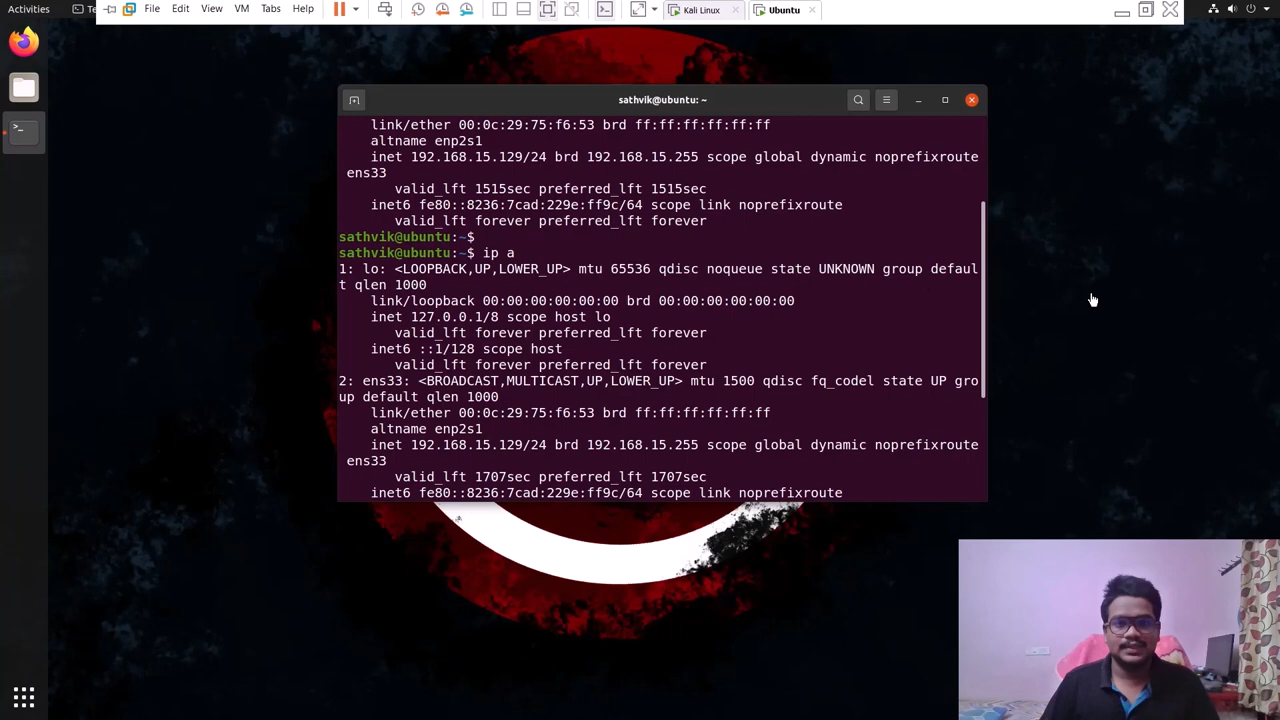 Activities
Te
File Edit View VM Tabs Help
Kali Linux
Ubuntu
sathvik@ubuntu: ~
link/ether 00:0c:29:75:f6:53 brd ff:ff:ff:ff:ff:ff
altname enp2s1
inet 192.168.15.129/24 brd 192.168.15.255 scope global dynamic noprefixroute
ens33
valid_lft 1515sec preferred_lft 1515sec
inet6 fe80::8236:7cad:229e:ff9c/64 scope link noprefixroute
valid_lft forever preferred_lft forever
sathvik@ubuntu:~$
sathvik@ubuntu:~$ ip a
1: lo: <LOOPBACK,UP,LOWER_UP> mtu 65536 qdisc noqueue state UNKNOWN group defaul
t qlen 1000
link/loopback 00:00:00:00:00:00 brd 00:00:00:00:00:00
inet 127.0.0.1/8 scope host lo
valid_lft forever preferred_lft forever
inet6 ::1/128 scope host
valid_lft forever preferred_lft forever
2: ens33: <BROADCAST,MULTICAST,UP,LOWER_UP> mtu 1500 qdisc fq_codel state UP gro
up default qlen 1000
link/ether 00:0c:29:75:f6:53 brd ff:ff:ff:ff:ff:ff
altname enp2s1
inet 192.168.15.129/24 brd 192.168.15.255 scope global dynamic noprefixroute
ens33
valid_lft 1707sec preferred_lft 1707sec
inet6 fe80::8236:7cad:229e:ff9c/64 scope link noprefixroute